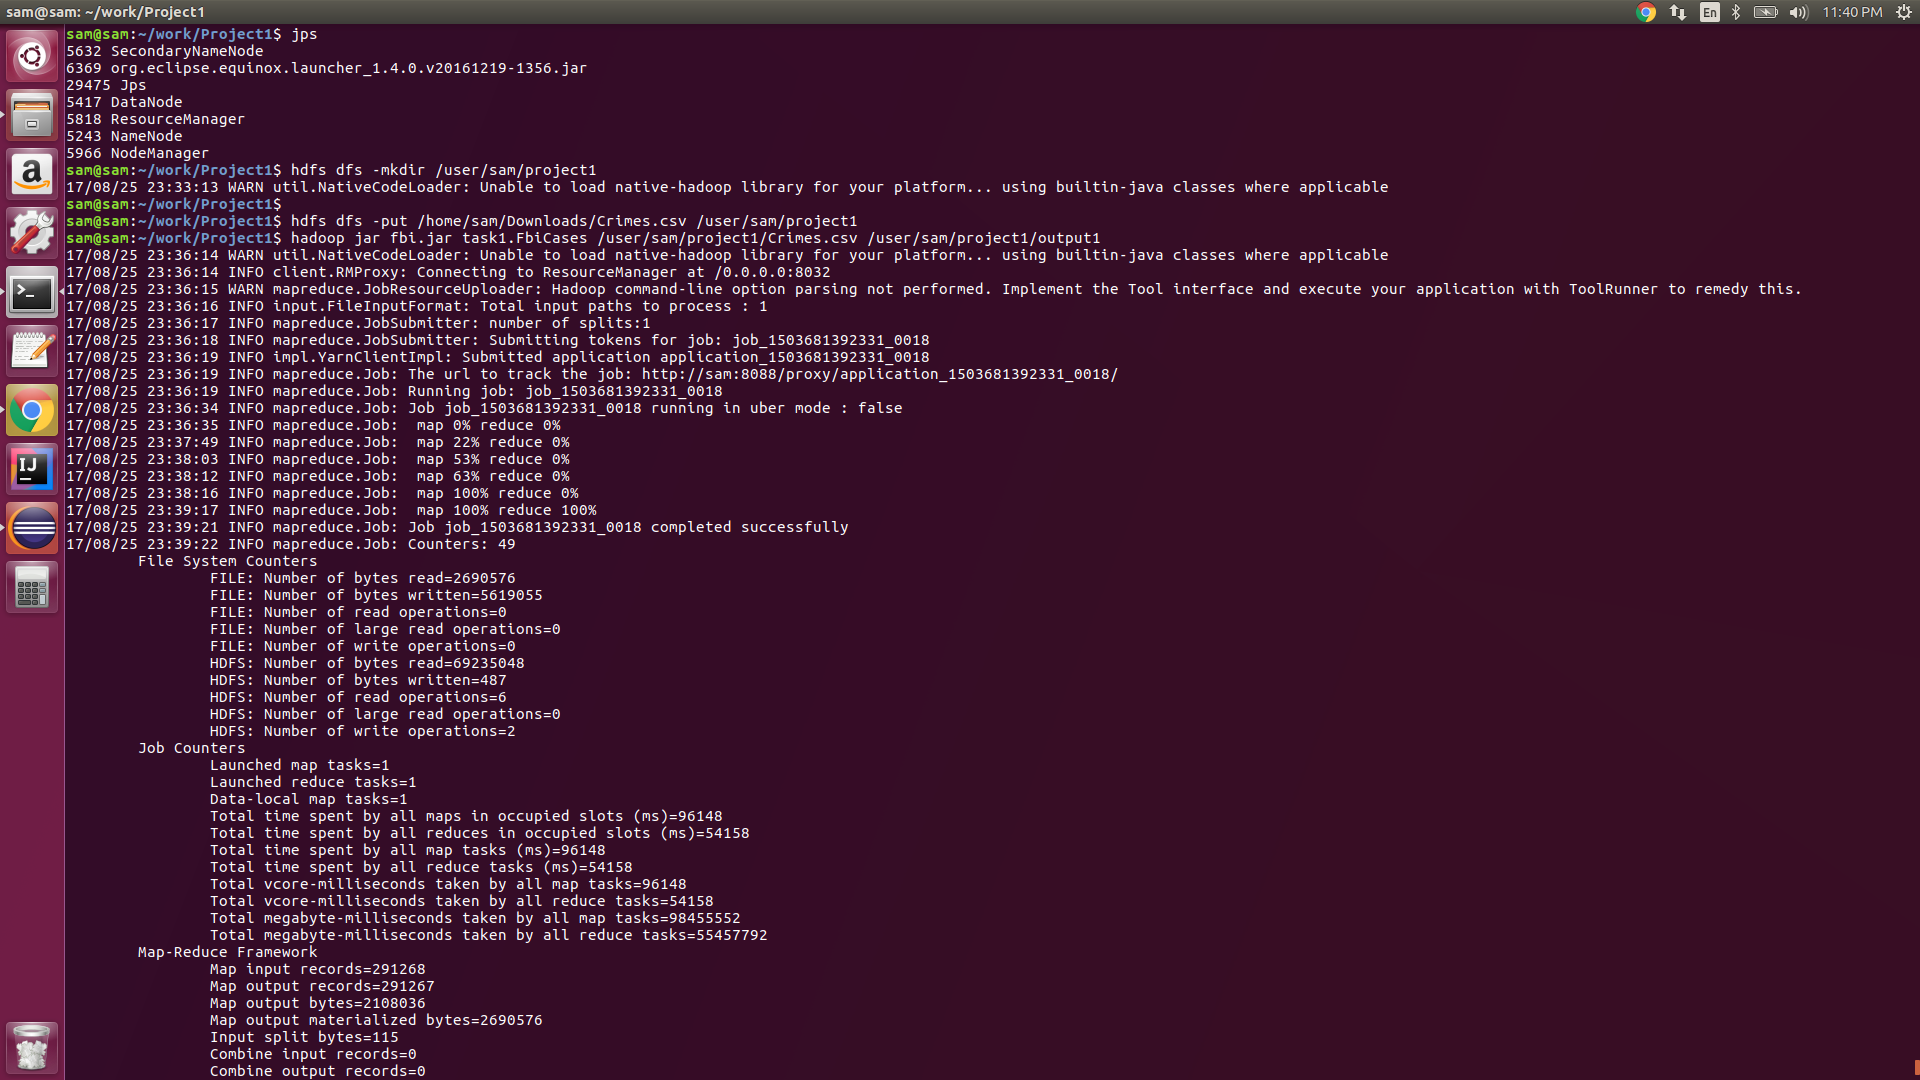 sam@sam: ~/work/Project1
En
11:40 PM
sam@sam:~/work/Project1$ jps
5632 SecondaryNameNode
6369 org.eclipse.equinox.launcher_1.4.0.v20161219-1356.jar
29475 Jps
5417 DataNode
5818 ResourceManager
5243 NameNode
5966 NodeManager
sam@sam:~/work/Project1$ hdfs dfs -mkdir /user/sam/project1
17/08/25 23:33:13 WARN util.NativeCodeLoader: Unable to load native-hadoop library for your platform... using builtin-java classes where applicable
sam@sam:~/work/Project1$
sam@sam:~/work/Project1$ hdfs dfs -put /home/sam/Downloads/Crimes.csv /user/sam/project1
sam@sam:~/work/Project1$ hadoop jar fbi.jar task1.FbiCases /user/sam/project1/Crimes.csv /user/sam/project1/output1
17/08/25 23:36:14 WARN util.NativeCodeLoader: Unable to load native-hadoop library for your platform... using builtin-java classes where applicable
17/08/25 23:36:14 INFO client.RMProxy: Connecting to ResourceManager at /0.0.0.0:8032
17/08/25 23:36:15 WARN mapreduce.JobResourceUploader: Hadoop command-line option parsing not performed. Implement the Tool interface and execute your application with ToolRunner to remedy this.
17/08/25 23:36:16 INFO input.FileInputFormat: Total input paths to process : 1
17/08/25 23:36:17 INFO mapreduce.JobSubmitter: number of splits:1
17/08/25 23:36:18 INFO mapreduce.JobSubmitter: Submitting tokens for job: job_1503681392331_0018
17/08/25 23:36:19 INFO impl.YarnClientImpl: Submitted application application_1503681392331_0018
17/08/25 23:36:19 INFO mapreduce.Job: The url to track the job: http://sam:8088/proxy/application_1503681392331_0018/
17/08/25 23:36:19 INFO mapreduce.Job: Running job: job_1503681392331_0018
17/08/25 23:36:34 INFO mapreduce.Job: Job job_1503681392331_0018 running in uber mode : false
17/08/25 23:36:35 INFO mapreduce.Job:  map 0% reduce 0%
17/08/25 23:37:49 INFO mapreduce.Job:  map 22% reduce 0%
17/08/25 23:38:03 INFO mapreduce.Job:  map 53% reduce 0%
17/08/25 23:38:12 INFO mapreduce.Job:  map 63% reduce 0%
17/08/25 23:38:16 INFO mapreduce.Job:  map 100% reduce 0%
17/08/25 23:39:17 INFO mapreduce.Job:  map 100% reduce 100%
17/08/25 23:39:21 INFO mapreduce.Job: Job job_1503681392331_0018 completed successfully
17/08/25 23:39:22 INFO mapreduce.Job: Counters: 49
File System Counters
FILE: Number of bytes read=2690576
FILE: Number of bytes written=5619055
FILE: Number of read operations=0
FILE: Number of large read operations=0
FILE: Number of write operations=0
HDFS: Number of bytes read=69235048
HDFS: Number of bytes written=487
HDFS: Number of read operations=6
HDFS: Number of large read operations=0
HDFS: Number of write operations=2
Job Counters
Launched map tasks=1
Launched reduce tasks=1
Data-local map tasks=1
Total time spent by all maps in occupied slots (ms)=96148
Total time spent by all reduces in occupied slots (ms)=54158
Total time spent by all map tasks (ms)=96148
Total time spent by all reduce tasks (ms)=54158
Total vcore-milliseconds taken by all map tasks=96148
Total vcore-milliseconds taken by all reduce tasks=54158
Total megabyte-milliseconds taken by all map tasks=98455552
Total megabyte-milliseconds taken by all reduce tasks=55457792
Map-Reduce Framework
Map input records=291268
Map output records=291267
Map output bytes=2108036
Map output materialized bytes=2690576
Input split bytes=115
Combine input records=0
Combine output records=0
a
>_
IJ